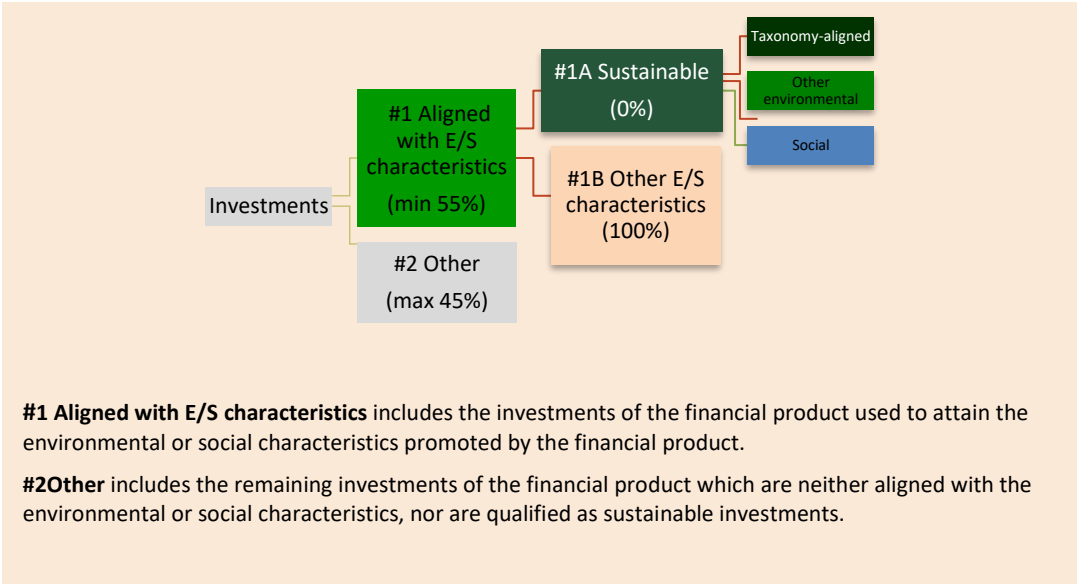 Taxonomy-aligned
#1A Sustainable
(0%)
Other
environmental
#1 Aligned
with E/S
characteristics
(min 55%)
Social
#1B Other E/S
characteristics
(100%)
Investments
#2 Other
(max 45%)
#1 Aligned with E/S characteristics includes the investments of the financial product used to attain the
environmental or social characteristics promoted by the financial product.
#2Other includes the remaining investments of the financial product which are neither aligned with the
environmental or social characteristics, nor are qualified as sustainable investments.